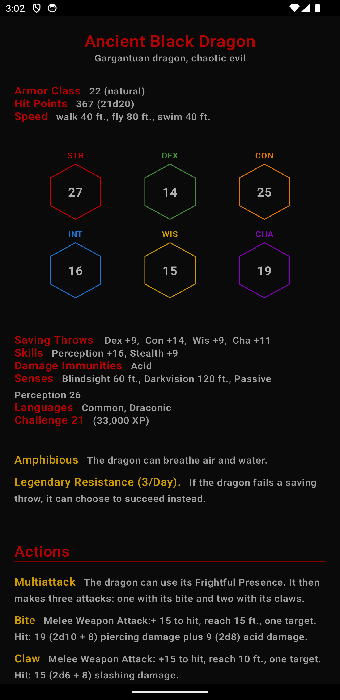 3:02
Ancient Black Dragon
Gargantuan dragon, chaotic evil
Armor Class 22 (natural)
Hit Points 367 (21d20)
Speed walk 40 ft., fly 80 ft., swim 40 ft.
STR DEX CON
27 14 25
INT WIS CHA
16 15 19
Saving Throws Dex +9, Con +14, Wis +9, Cha +11
Skills Perception +16, Stealth +9
Damage Immunities Acid
Senses Blindsight 60 ft., Darkvision 120 ft., Passive
Perception 26
Languages Common, Draconic
Challenge 21 (33,000 XP)
Amphibious The dragon can breathe air and water.
Legendary Resistance (3/Day). If the dragon fails a saving
throw, it can choose to succeed instead.
Actions
Multiattack The dragon can use its Frightful Presence. It then
makes three attacks: one with its bite and two with its claws.
Bite Melee Weapon Attack:+ 15 to hit, reach 15 ft., one target.
Hit: 19 (2d10 + 8) piercing damage plus 9 (2d8) acid damage.
Claw Melee Weapon Attack: +15 to hit, reach 10 ft., one target.
Hit: 15 (2d6 + 8) slashing damage.